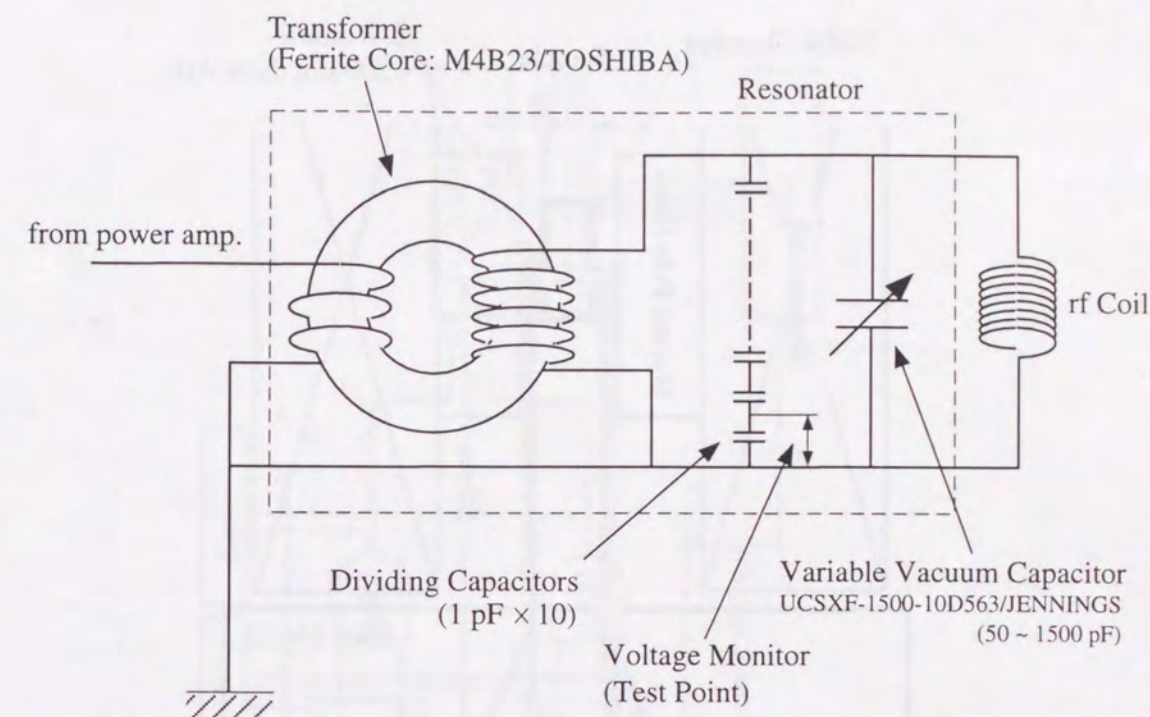 Transformer
(Ferrite Core: M4B23/TOSHIBA)
Resonator
from power amp.
rf Coil
Dividing Capacitors
(1 pF × 10)
Variable Vacuum Capacitor
UCSXF-1500-10D563/JENNINGS
(50 ~ 1500 pF)
Voltage Monitor
(Test Point)